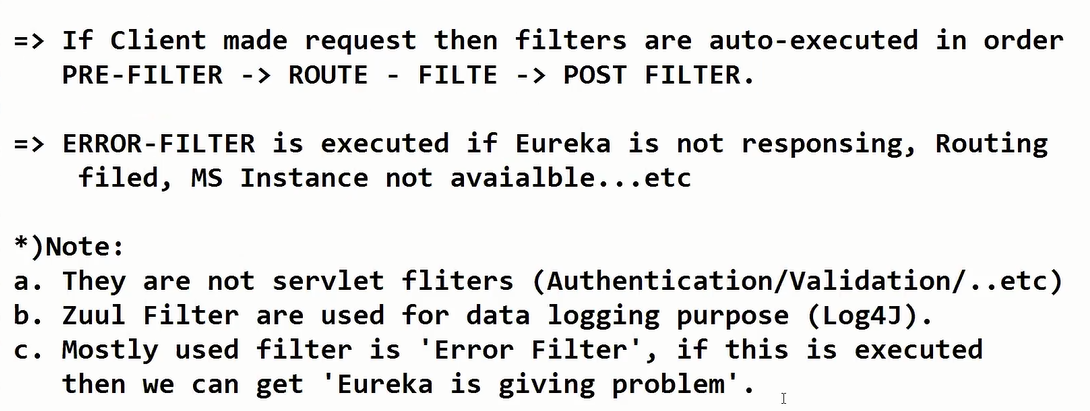 => If Client made request then filters are auto-executed in order
PRE-FILTER -> ROUTE - FILTE -> POST FILTER.
=> ERROR-FILTER is executed if Eureka is not responsing, Routing
filed, MS Instance not avaialble...etc
*)Note:
a. They are not servlet fliters (Authentication/Validation/..etc)
b. Zuul Filter are used for data logging purpose (Log4J).
c. Mostly used filter is 'Error Filter', if this is executed
then we can get 'Eureka is giving problem'.